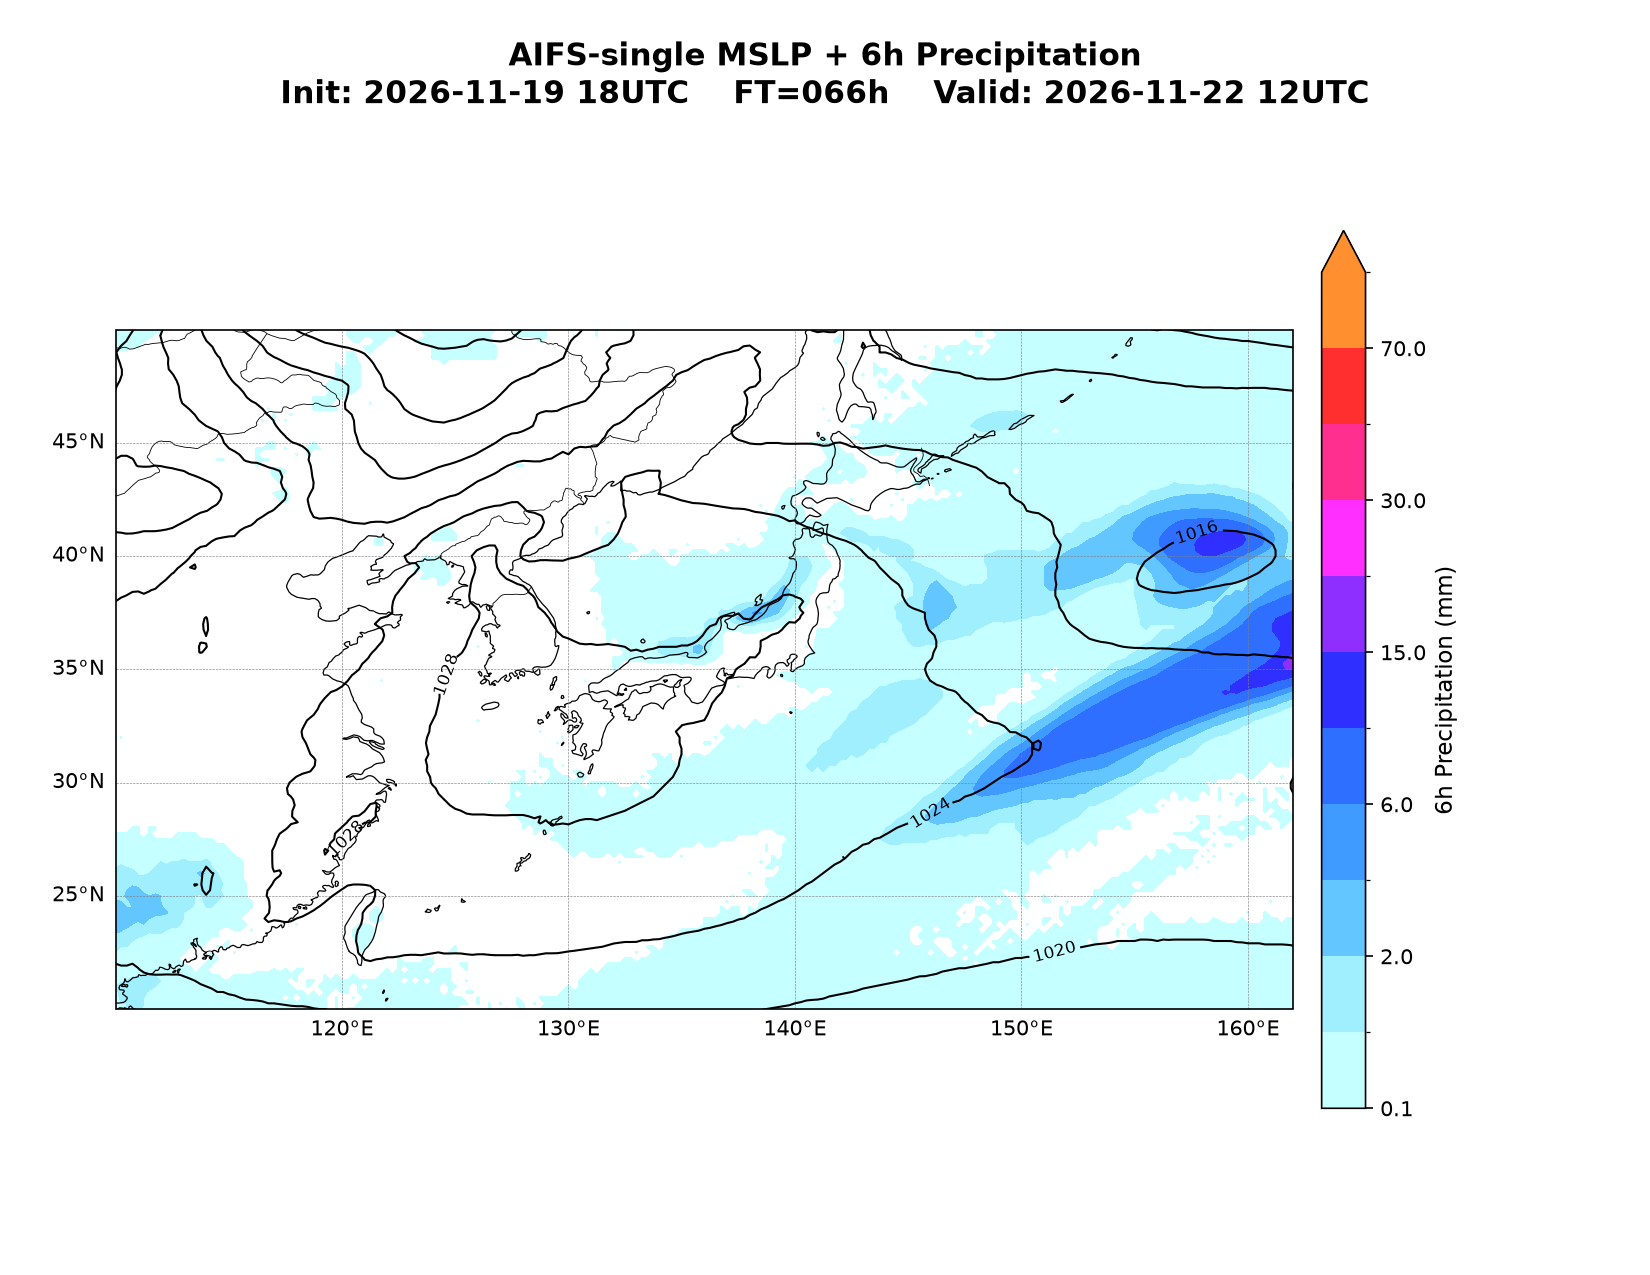 AIFS-single MSLP + 6h Precipitation
Init: 2026-11-19 18UTC    FT=066h    Valid: 2026-11-22 12UTC
45°N
40°N
35°N
30°N
25°N
120°E
130°E
140°E
150°E
160°E
1016
1028
1028
1024
1020
70.0
30.0
15.0
6.0
2.0
0.1
6h Precipitation (mm)